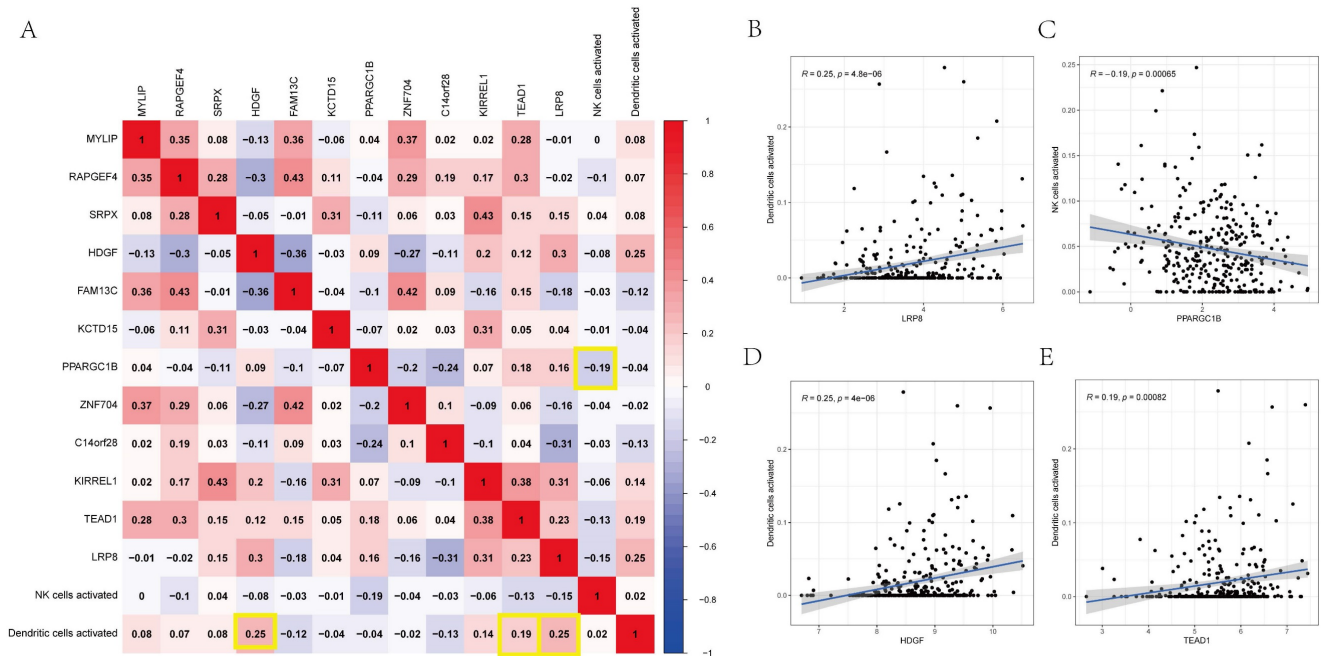 A
MYLIP RAPGEF4 SRPX HDGF FAM13C KCTD15 PPARGC1B ZNF704 C14orf28 KIRREL1 TEAD1 LRP8 NK cells activated Dendritic cells activated
MYLIP 1 0.35 0.08 −0.13 0.36 −0.06 0.04 0.37 0.02 0.02 0.28 −0.01 0 0.08
RAPGEF4 0.35 1 0.28 −0.3 0.43 0.11 −0.04 0.29 0.19 0.17 0.3 −0.02 −0.1 0.07
SRPX 0.08 0.28 1 −0.05 −0.01 0.31 −0.11 0.06 0.03 0.43 0.15 0.15 0.04 0.08
HDGF −0.13 −0.3 −0.05 1 −0.36 −0.03 0.09 −0.27 −0.11 0.2 0.12 0.3 −0.08 0.25
FAM13C 0.36 0.43 −0.01 −0.36 1 −0.04 −0.1 0.42 0.09 −0.16 0.15 −0.18 −0.03 −0.12
KCTD15 −0.06 0.11 0.31 −0.03 −0.04 1 −0.07 0.02 0.03 0.31 0.05 0.04 −0.01 −0.04
PPARGC1B 0.04 −0.04 −0.11 0.09 −0.1 −0.07 1 −0.2 −0.24 0.07 0.18 0.16 −0.19 −0.04
ZNF704 0.37 0.29 0.06 −0.27 0.42 0.02 −0.2 1 0.1 −0.09 0.06 −0.16 −0.04 −0.02
C14orf28 0.02 0.19 0.03 −0.11 0.09 0.03 −0.24 0.1 1 −0.1 0.04 −0.31 −0.03 −0.13
KIRREL1 0.02 0.17 0.43 0.2 −0.16 0.31 0.07 −0.09 −0.1 1 0.38 0.31 −0.06 0.14
TEAD1 0.28 0.3 0.15 0.12 0.15 0.05 0.18 0.06 0.04 0.38 1 0.23 −0.13 0.19
LRP8 −0.01 −0.02 0.15 0.3 −0.18 0.04 0.16 −0.16 −0.31 0.31 0.23 1 −0.15 0.25
NK cells activated 0 −0.1 0.04 −0.08 −0.03 −0.01 −0.19 −0.04 −0.03 −0.06 −0.13 −0.15 1 0.02
Dendritic cells activated 0.08 0.07 0.08 0.25 −0.12 −0.04 −0.04 −0.02 −0.13 0.14 0.19 0.25 0.02 1
1
0.8
0.6
0.4
0.2
0
−0.2
−0.4
−0.6
−0.8
−1
B
R = 0.25, p = 4.8e−06
Dendritic cells activated
0.2
0.1
0.0
2 4 6
LRP8
C
R = −0.19, p = 0.00065
NK cells activated
0.25
0.20
0.15
0.10
0.05
0.00
0 2 4
PPARGC1B
D
R = 0.25, p = 4e−06
Dendritic cells activated
0.2
0.1
0.0
7 8 9 10
HDGF
E
R = 0.19, p = 0.00082
Dendritic cells activated
0.2
0.1
0.0
3 4 5 6 7
TEAD1